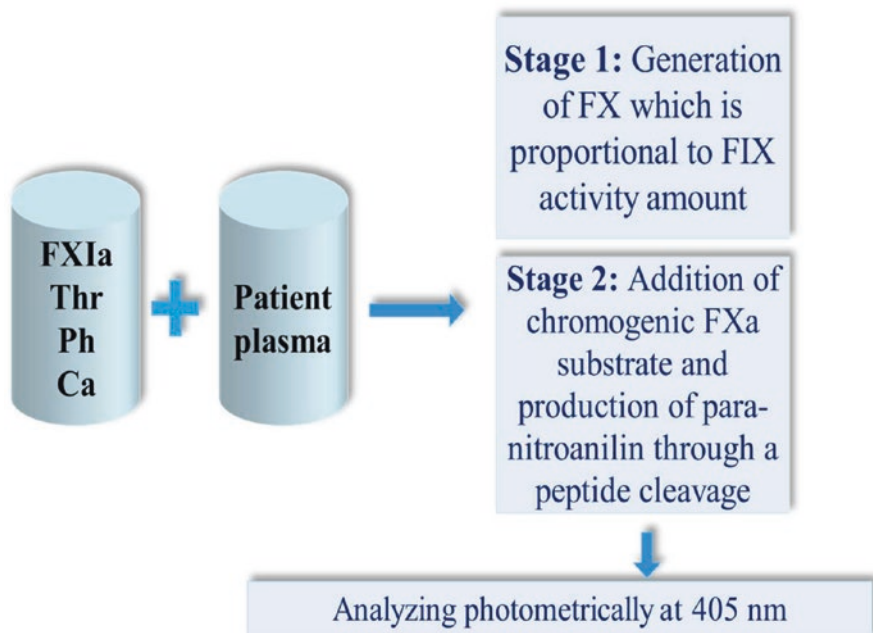 FXIa
Thr
Ph
Ca
Patient
plasma
Stage 1: Generation
of FX which is
proportional to FIX
activity amount
Stage 2: Addition of
chromogenic FXa
substrate and
production of para-
nitroanilin through a
peptide cleavage
Analyzing photometrically at 405 nm